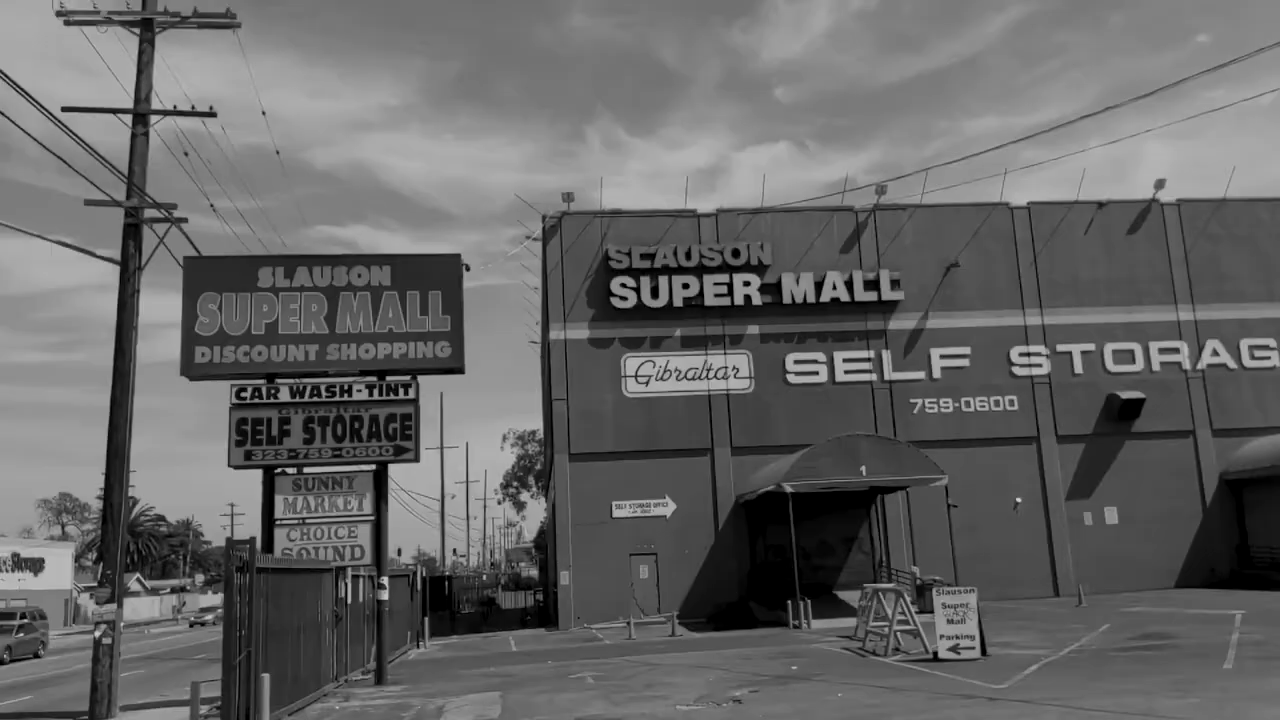 SLAUSON
SUPER MALL
DISCOUNT SHOPPING
CAR WASH-TINT
Gibraltar
SELF STORAGE
323-759-0600
SUNNY
MARKET
CHOICE
SOUND
SLAUSON
SUPER MALL
Gibraltar
SELF STORAG
759-0600
1
SELF STORAGE OFFICE
Slauson
Super
Mall
Parking
Storage